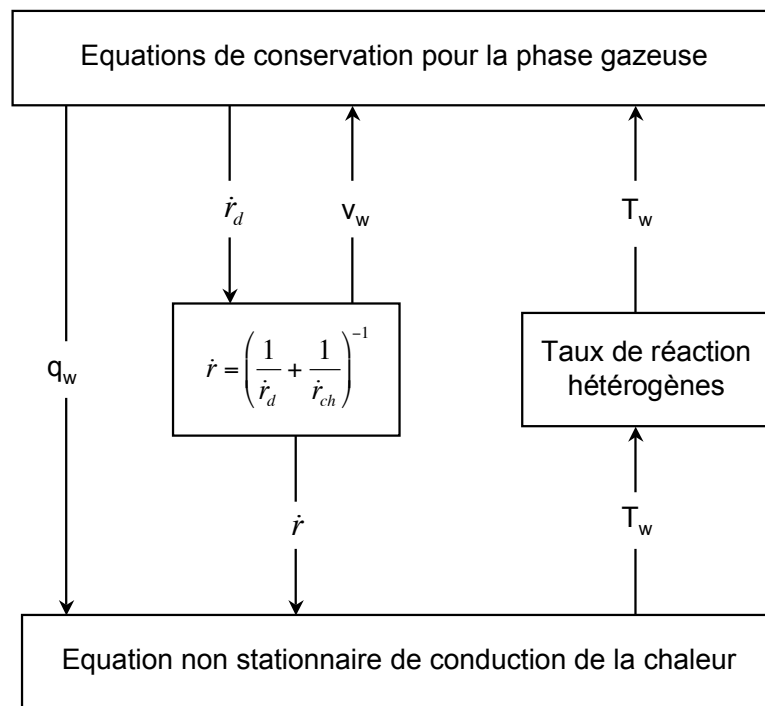 Equations de conservation pour la phase gazeuse
ṙ_d
v_w
T_w
q_w
ṙ = (1/ṙ_d + 1/ṙ_ch)^-1
Taux de réaction
hétérogènes
ṙ
T_w
Equation non stationnaire de conduction de la chaleur